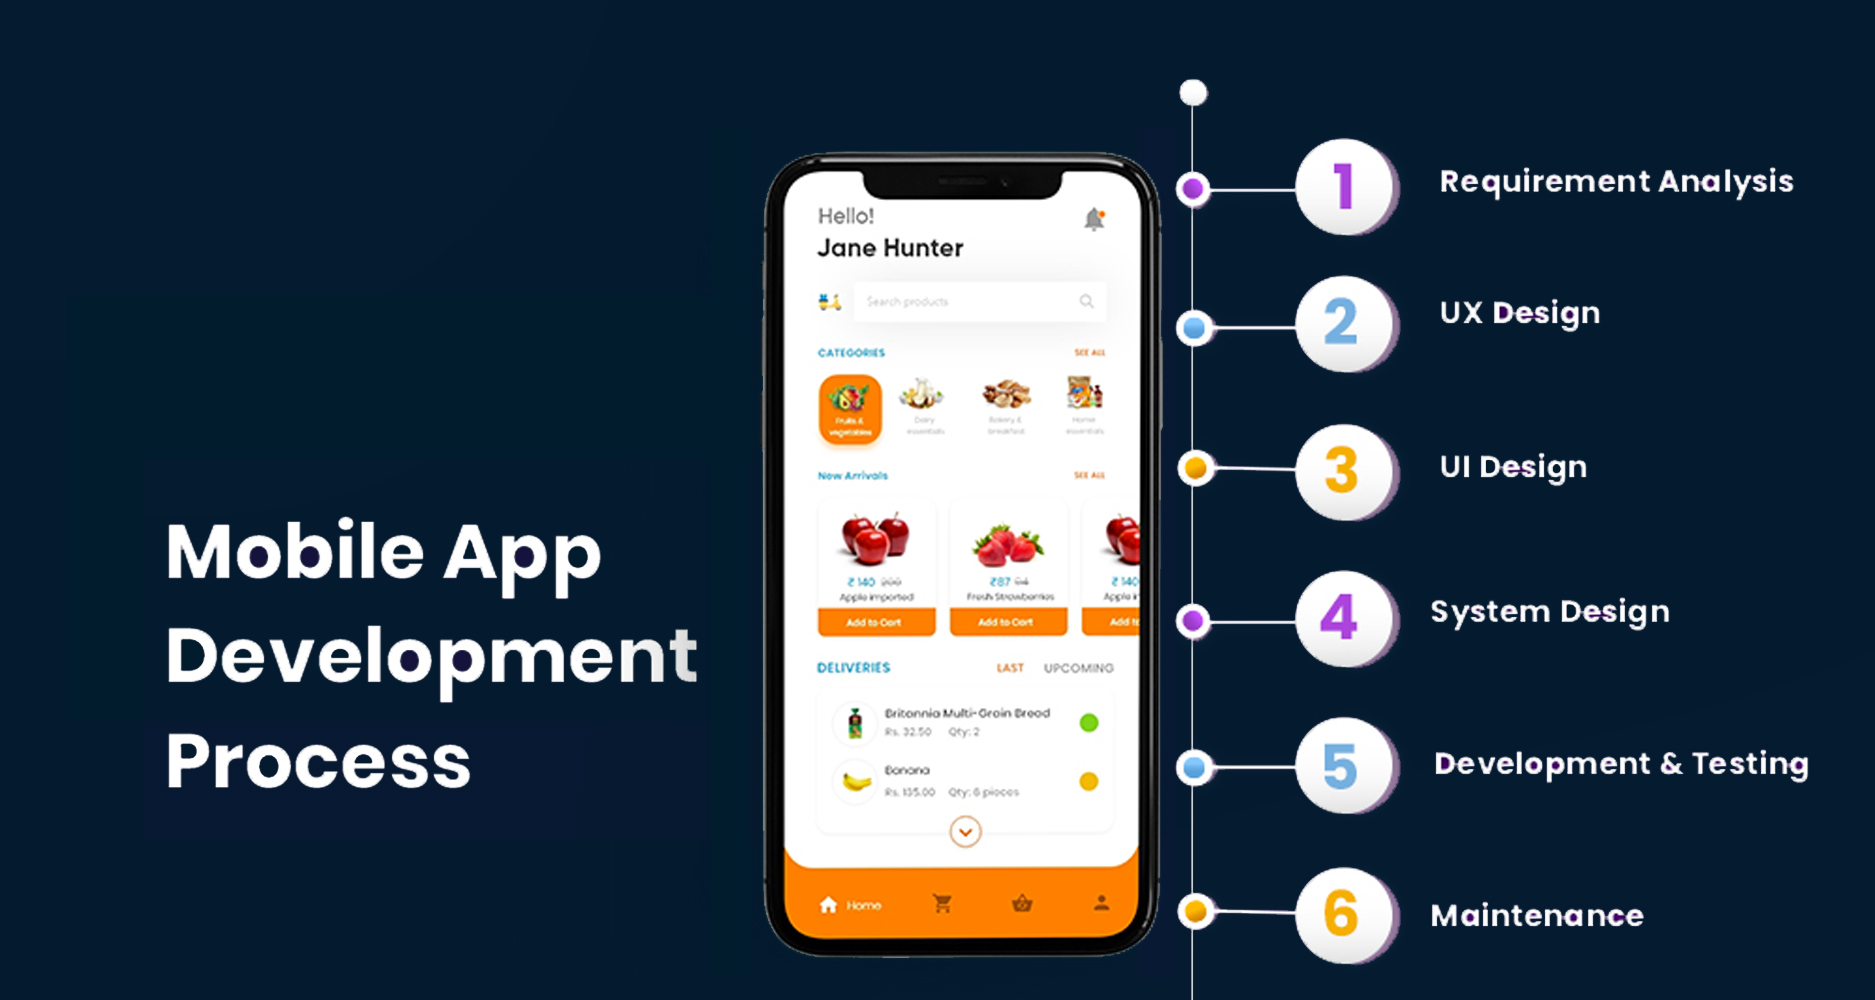 Mobile App
Development
Process
Hello!
Jane Hunter
Search products
CATEGORIES SEE ALL
Fruits & vegetables
Dairy essentials
Bakery & breakfast
Home essentials
New Arrivals SEE ALL
₹ 140 200
Apple imported
Add to Cart
₹87 94
Fresh Strawberries
Add to Cart
₹ 140
Apple i
Add to
DELIVERIES LAST UPCOMING
Britannia Multi-Grain Bread
Rs. 32.50 Qty: 2
Banana
Rs. 135.00 Qty: 6 pieces
Home
1 Requirement Analysis
2 UX Design
3 UI Design
4 System Design
5 Development & Testing
6 Maintenance